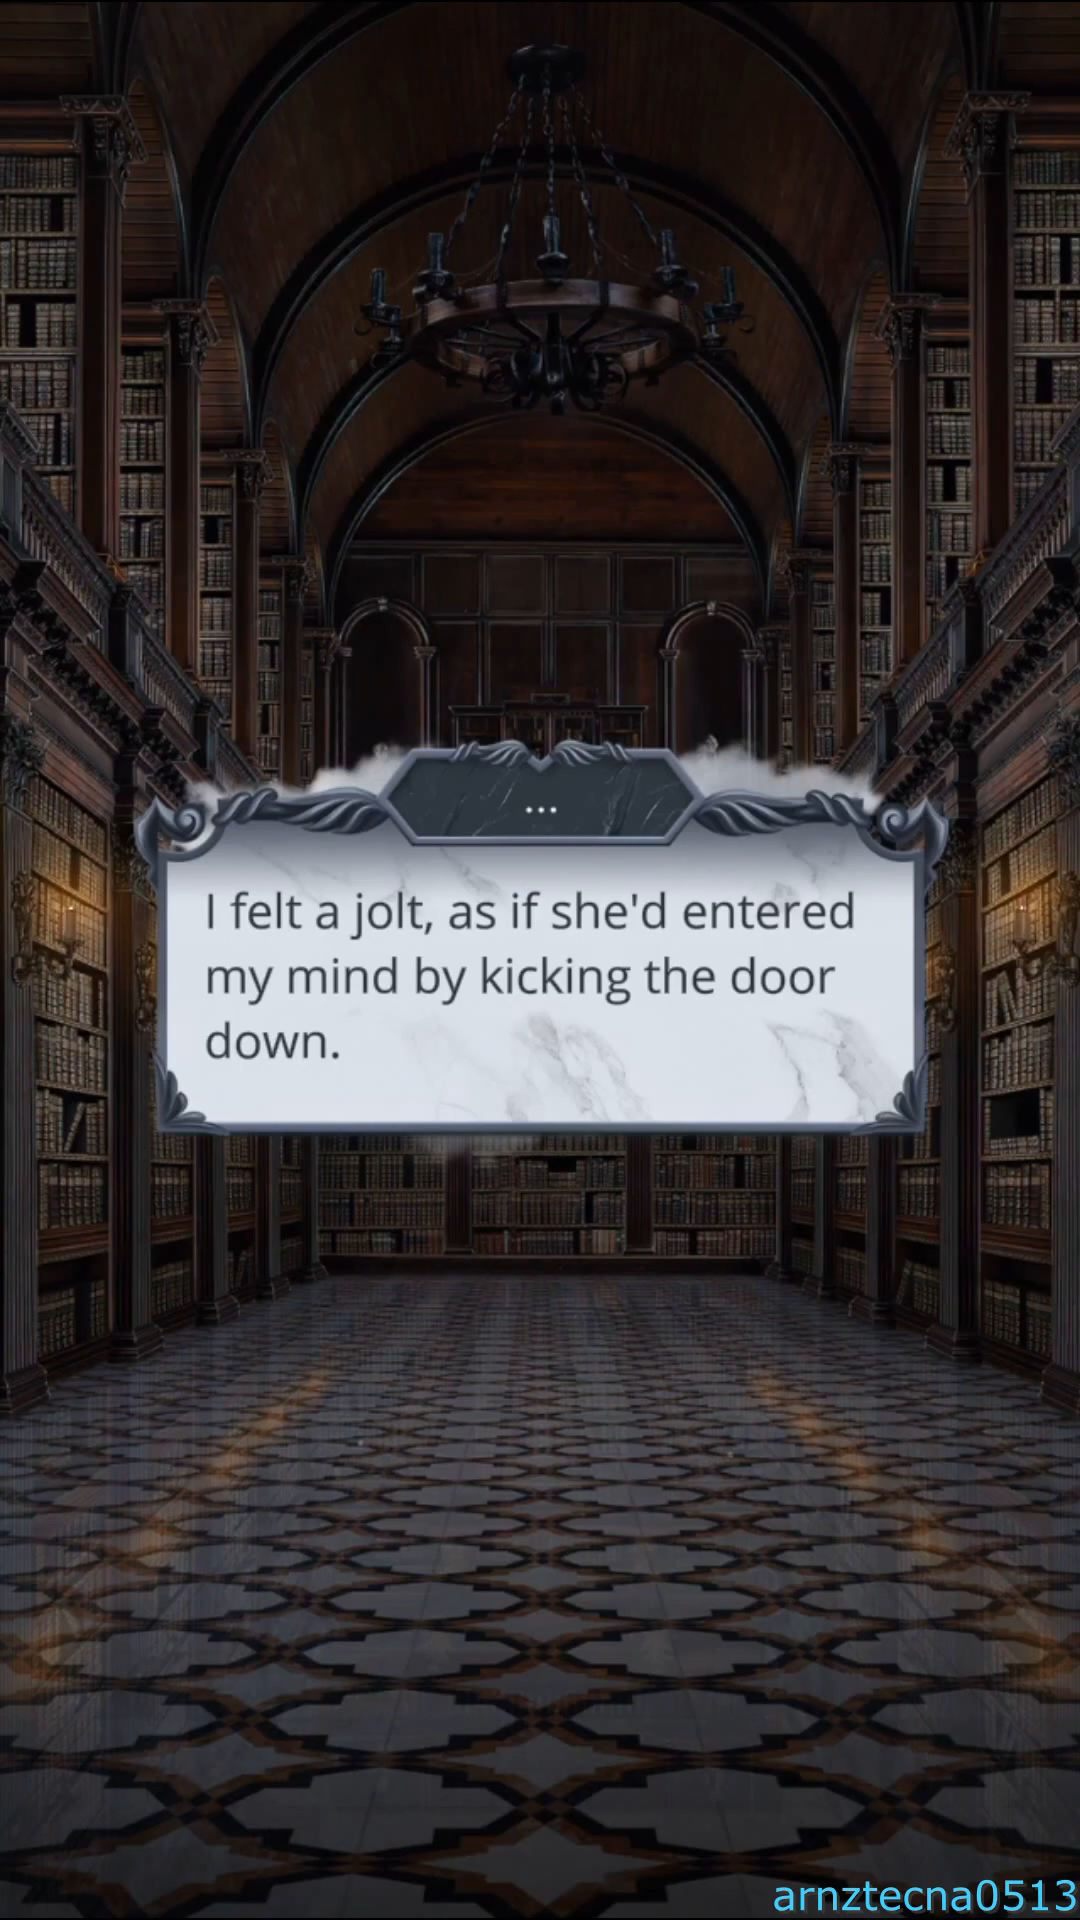 ...
I felt a jolt, as if she'd entered
my mind by kicking the door
down.
arnztecna0513